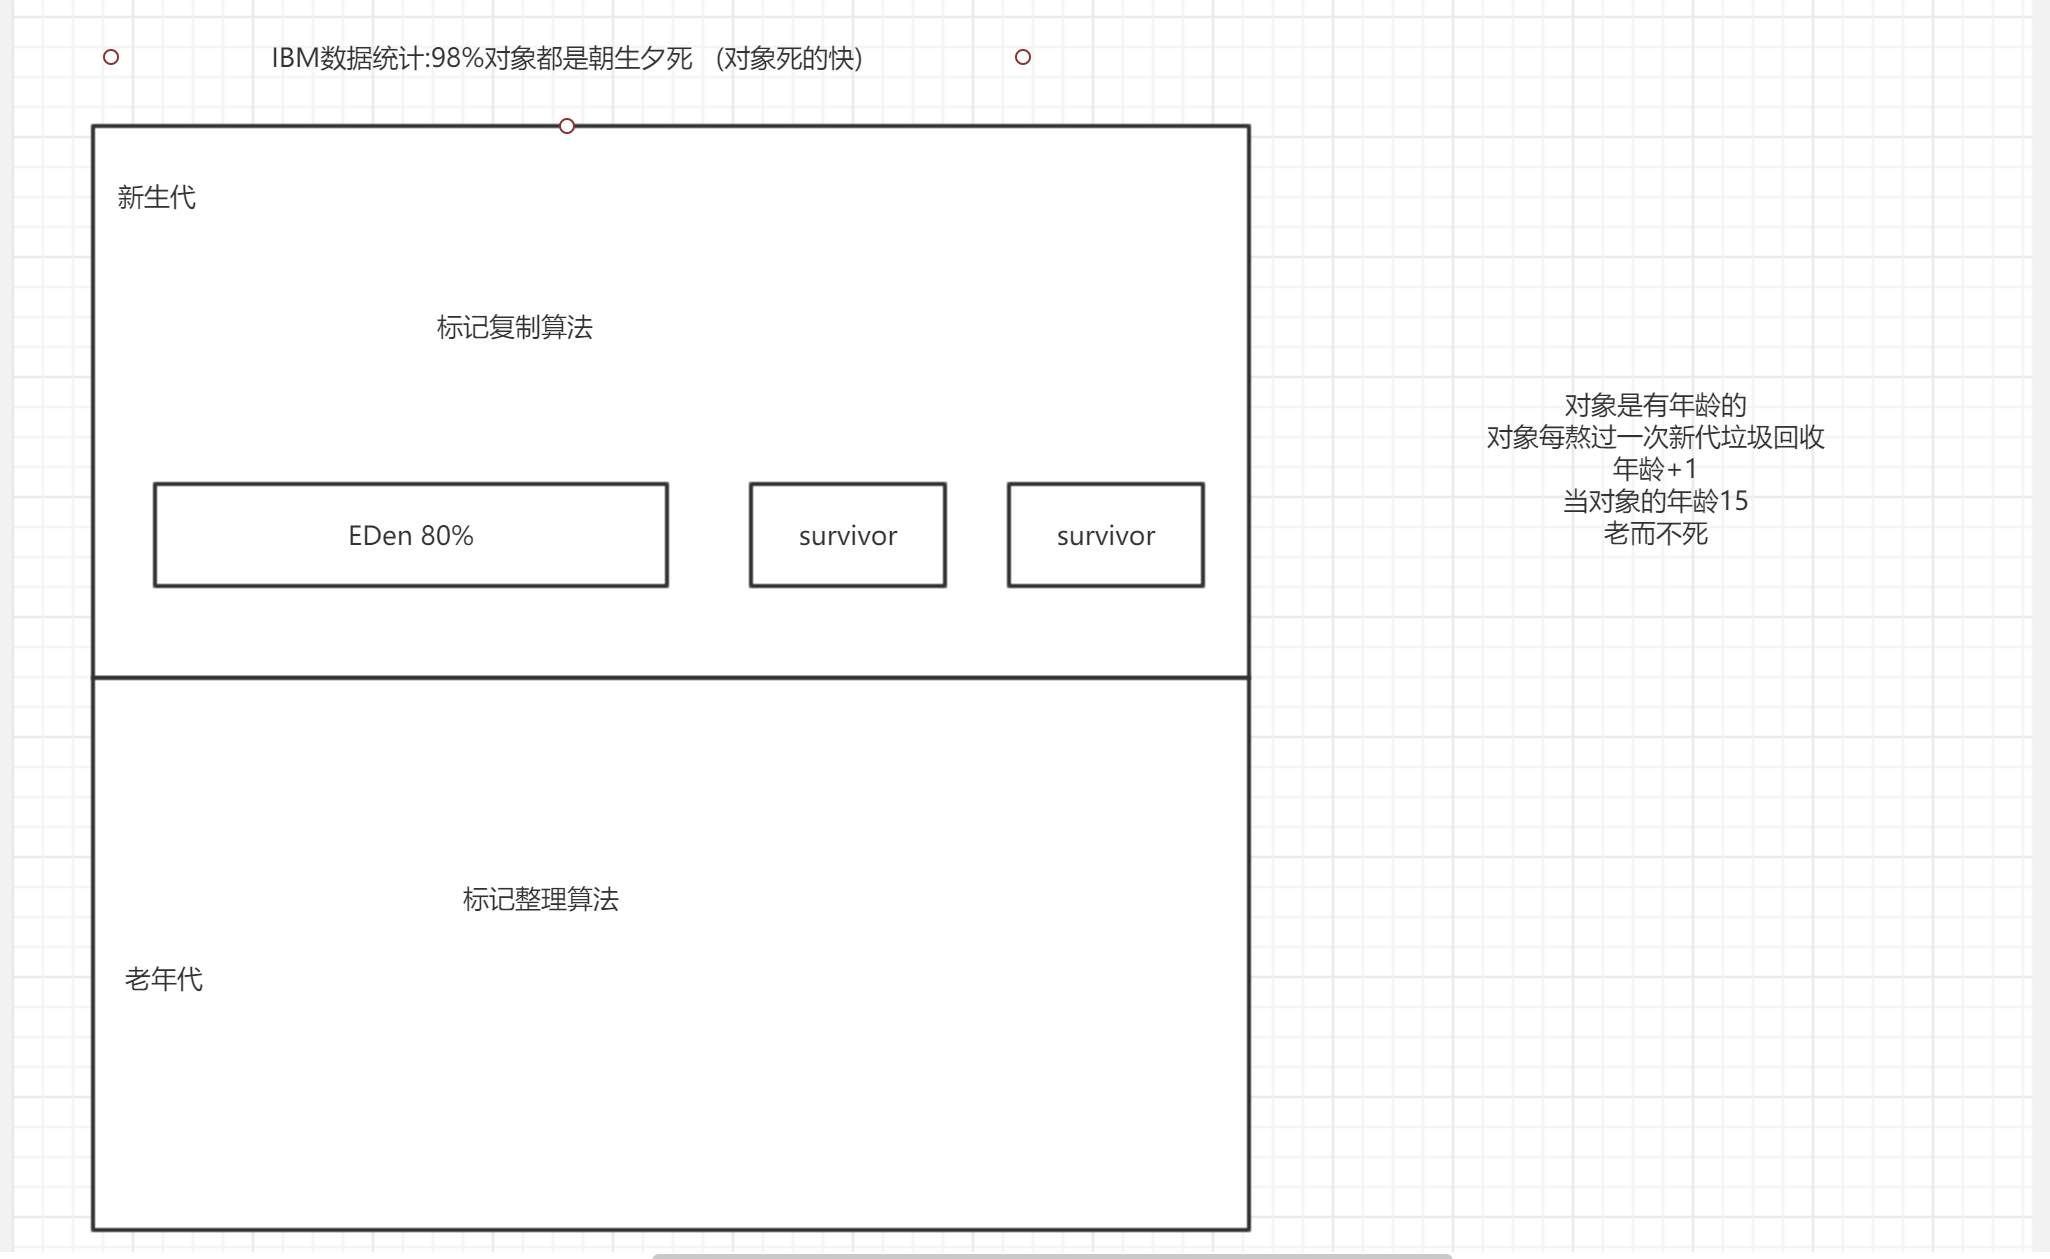 IBM数据统计:98%对象都是朝生夕死 (对象死的快)
新生代
标记复制算法
对象是有年龄的
对象每熬过一次新代垃圾回收
年龄+1
当对象的年龄15
老而不死
EDen 80%
survivor
survivor
标记整理算法
老年代